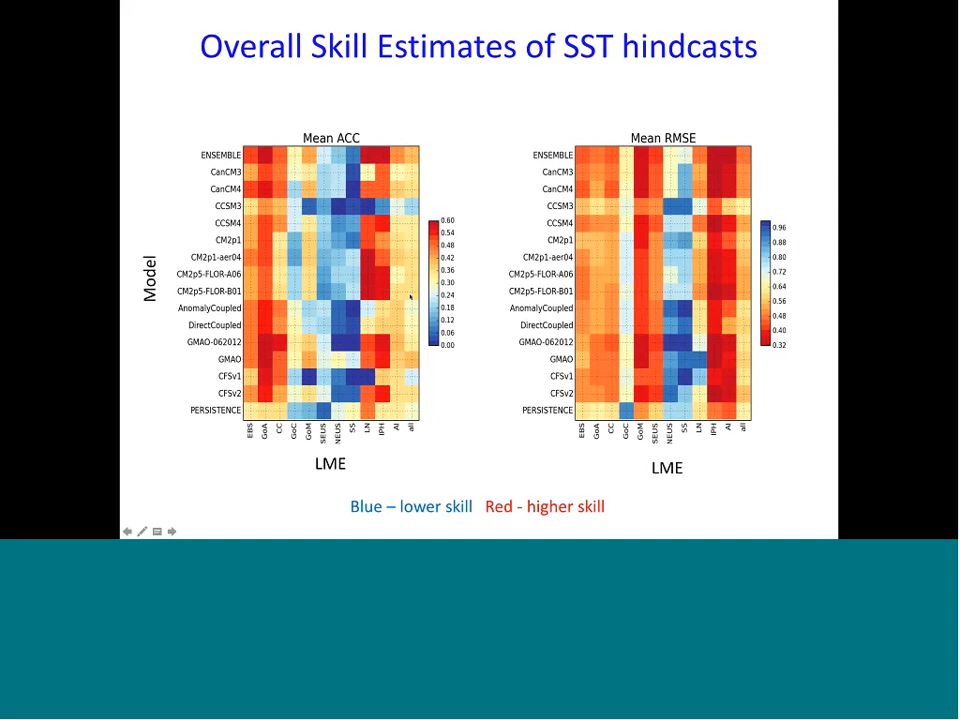 Overall Skill Estimates of SST hindcasts
Mean ACC
ENSEMBLE
CanCM3
CanCM4
CCSM3
CCSM4
CM2p1
CM2p1-aer04
CM2p5-FLOR-A06
CM2p5-FLOR-B01
AnomalyCoupled
DirectCoupled
GMAO-062012
GMAO
CFSv1
CFSv2
PERSISTENCE
Model
EBS GoA CC GoC GoM SEUS NEUS SS LN IPH AI all
LME
0.60
0.54
0.48
0.42
0.36
0.30
0.24
0.18
0.12
0.06
0.00
Mean RMSE
ENSEMBLE
CanCM3
CanCM4
CCSM3
CCSM4
CM2p1
CM2p1-aer04
CM2p5-FLOR-A06
CM2p5-FLOR-B01
AnomalyCoupled
DirectCoupled
GMAO-062012
GMAO
CFSv1
CFSv2
PERSISTENCE
EBS GoA CC GoC GoM SEUS NEUS SS LN IPH AI all
LME
0.96
0.88
0.80
0.72
0.64
0.56
0.48
0.40
0.32
Blue – lower skill Red - higher skill